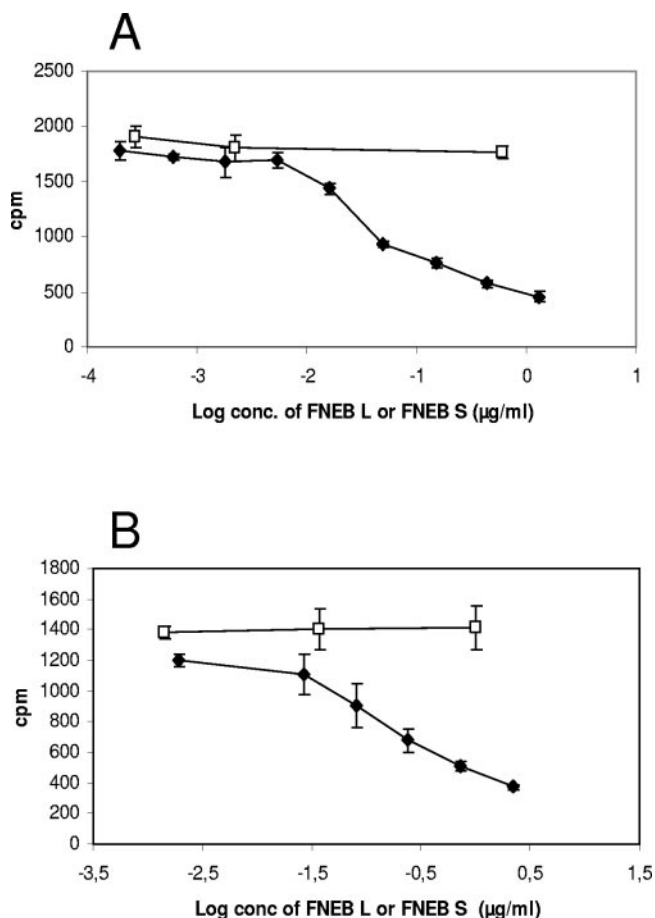 A
2500
2000
1500
1000
500
0
cpm
-4 -3 -2 -1 0 1
Log conc. of FNEB L or FNEB S (µg/ml)
B
1800
1600
1400
1200
1000
800
600
400
200
0
cpm
-3,5 -2,5 -1,5 -0,5 0,5 1,5
Log conc of FNEB L or FNEB S (µg/ml)